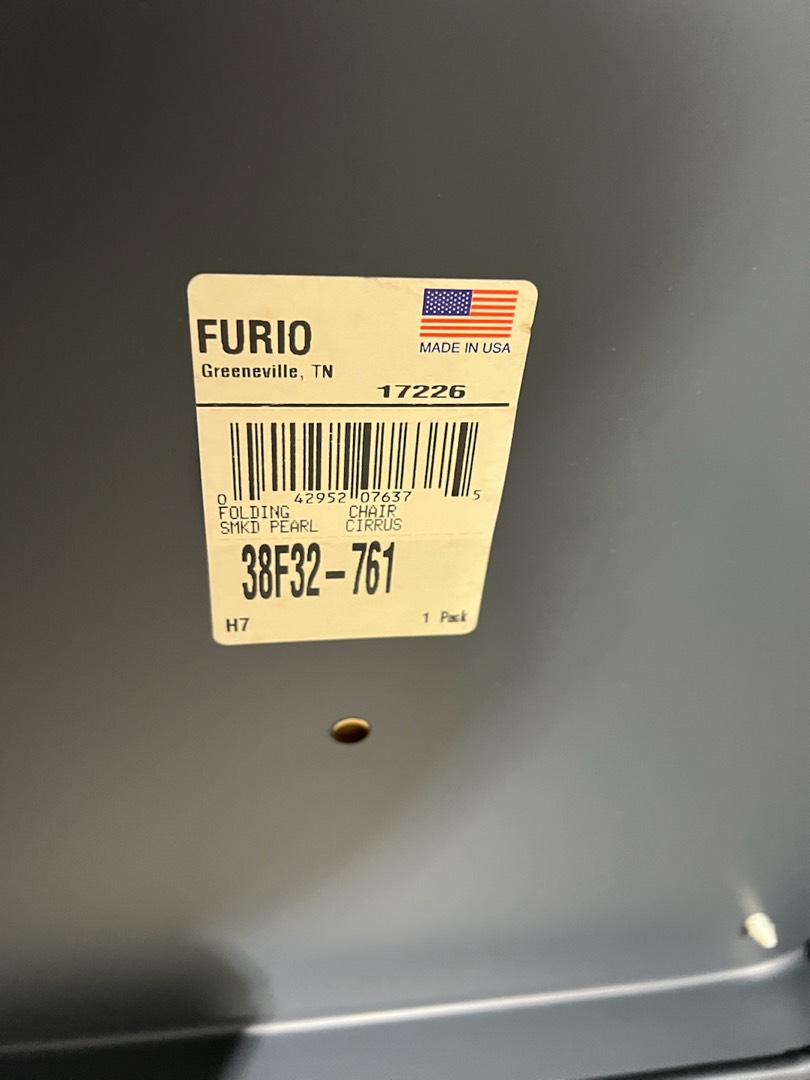 FURIO
MADE IN USA
Greeneville, TN
17226
0 42952 07637 5
FOLDING CHAIR
SMKD PEARL CIRRUS
38F32-761
H7 1 Pack